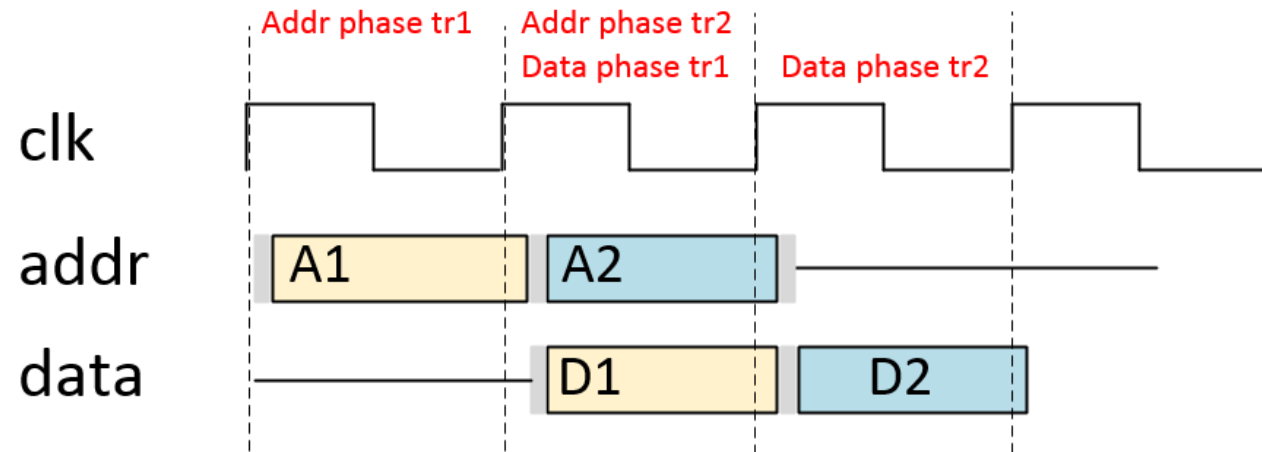 Addr phase tr1
Addr phase tr2
Data phase tr1
Data phase tr2
clk
addr
A1
A2
data
D1
D2